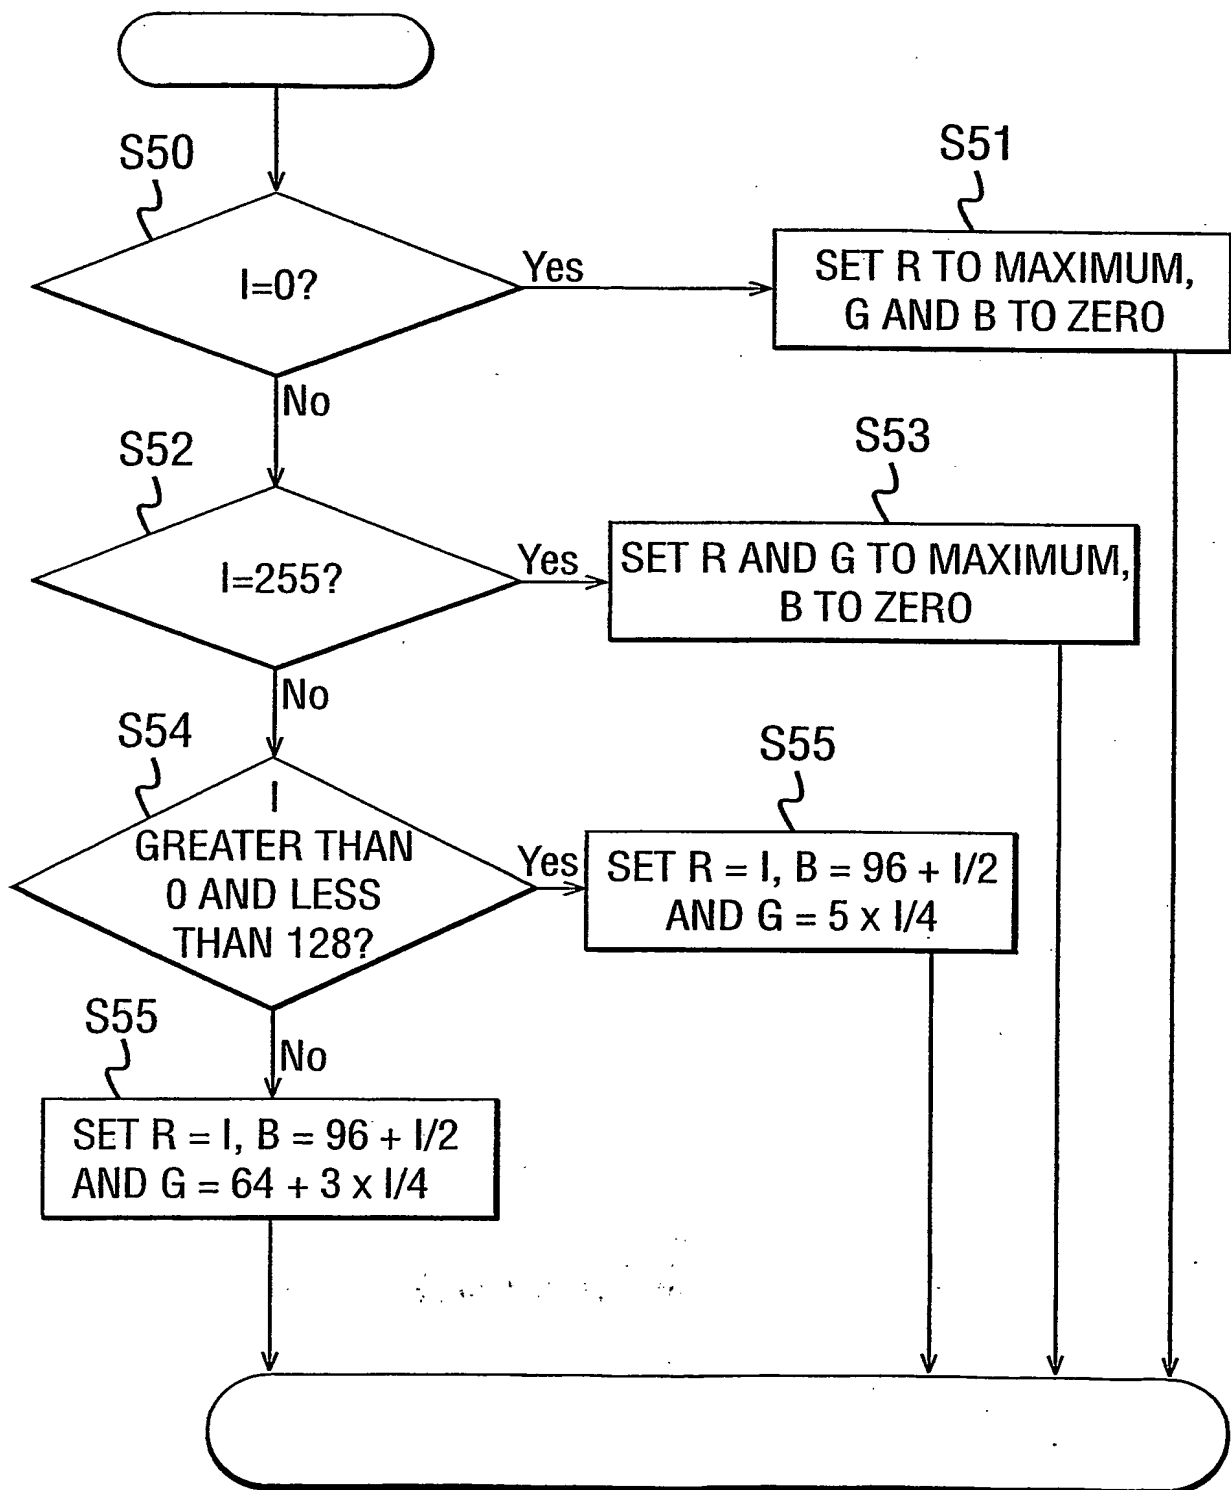 S50
I=0?
Yes
S51
SET R TO MAXIMUM,
G AND B TO ZERO
No
S52
I=255?
Yes
S53
SET R AND G TO MAXIMUM,
B TO ZERO
No
S54
I
GREATER THAN
0 AND LESS
THAN 128?
Yes
S55
SET R = I, B = 96 + I/2
AND G = 5 x I/4
No
S55
SET R = I, B = 96 + I/2
AND G = 64 + 3 x I/4